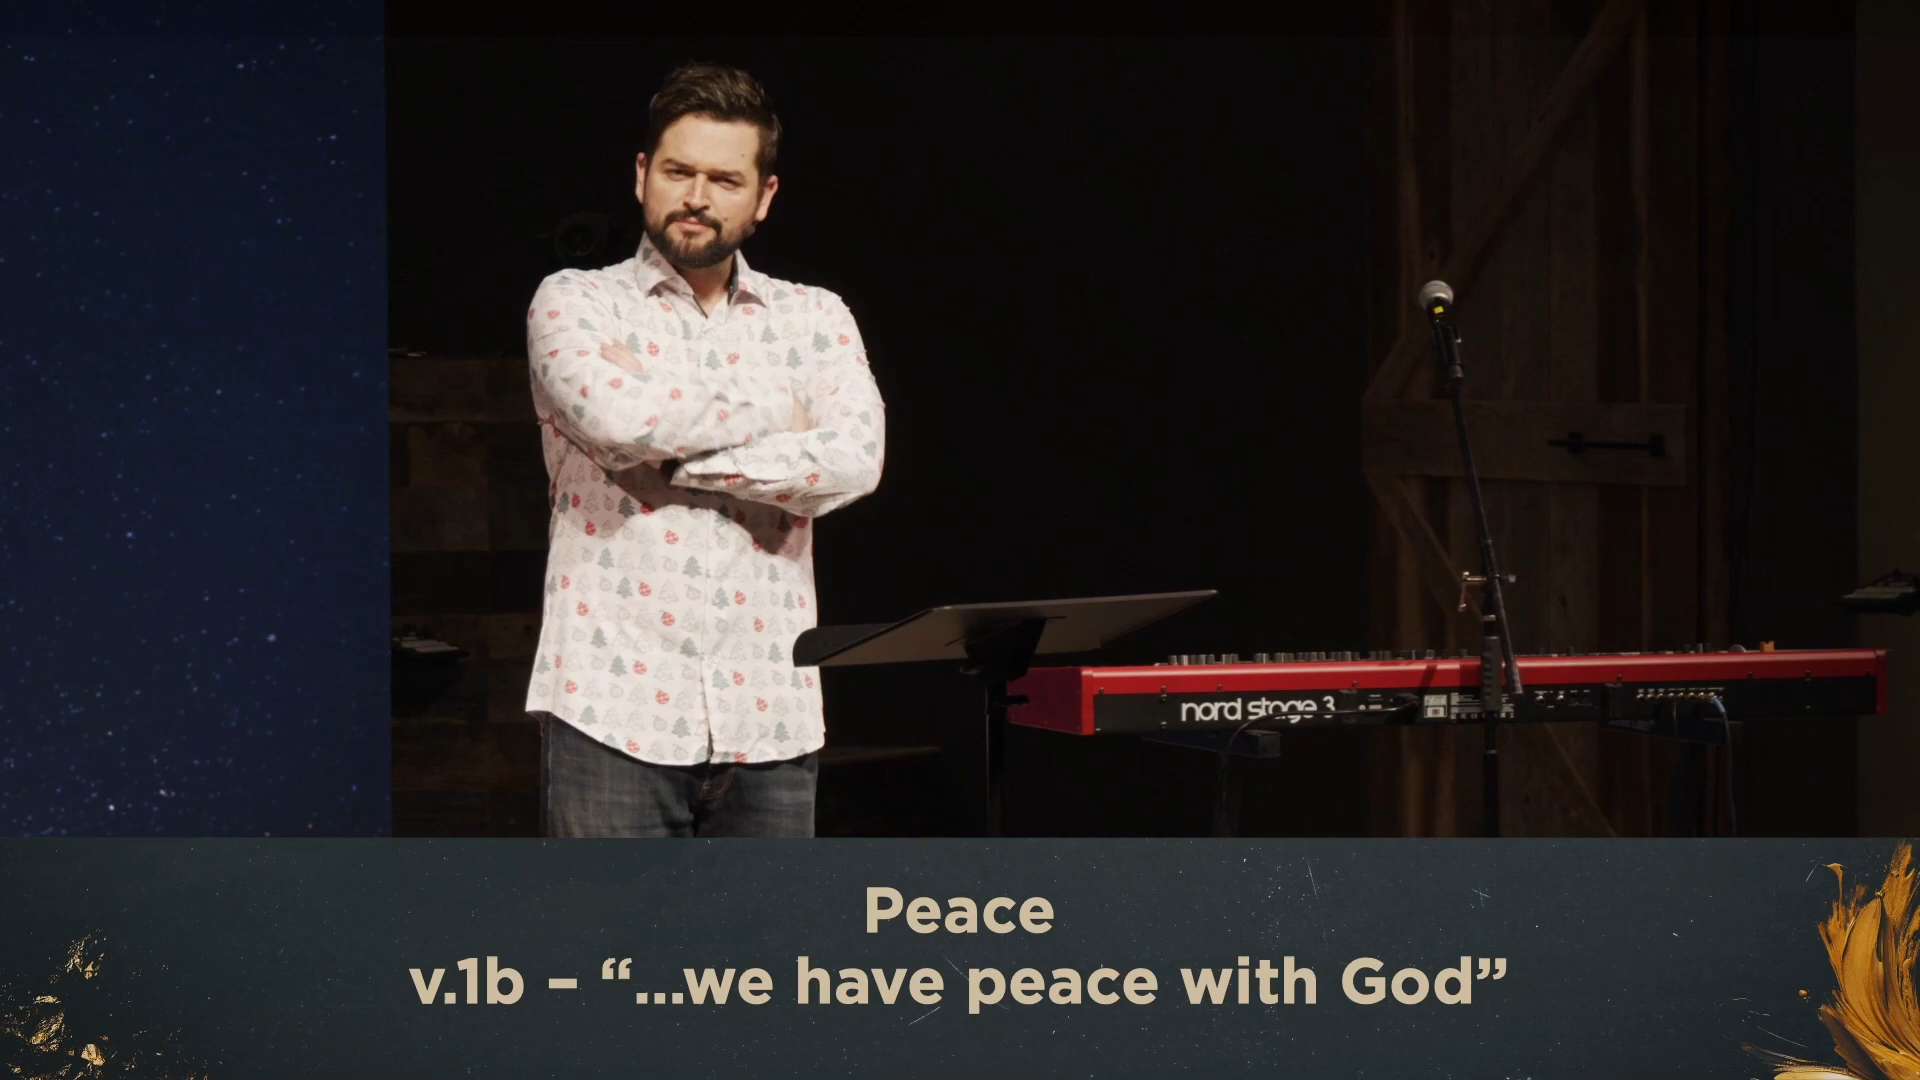 nord stage 3
Peace
v.1b – “...we have peace with God”